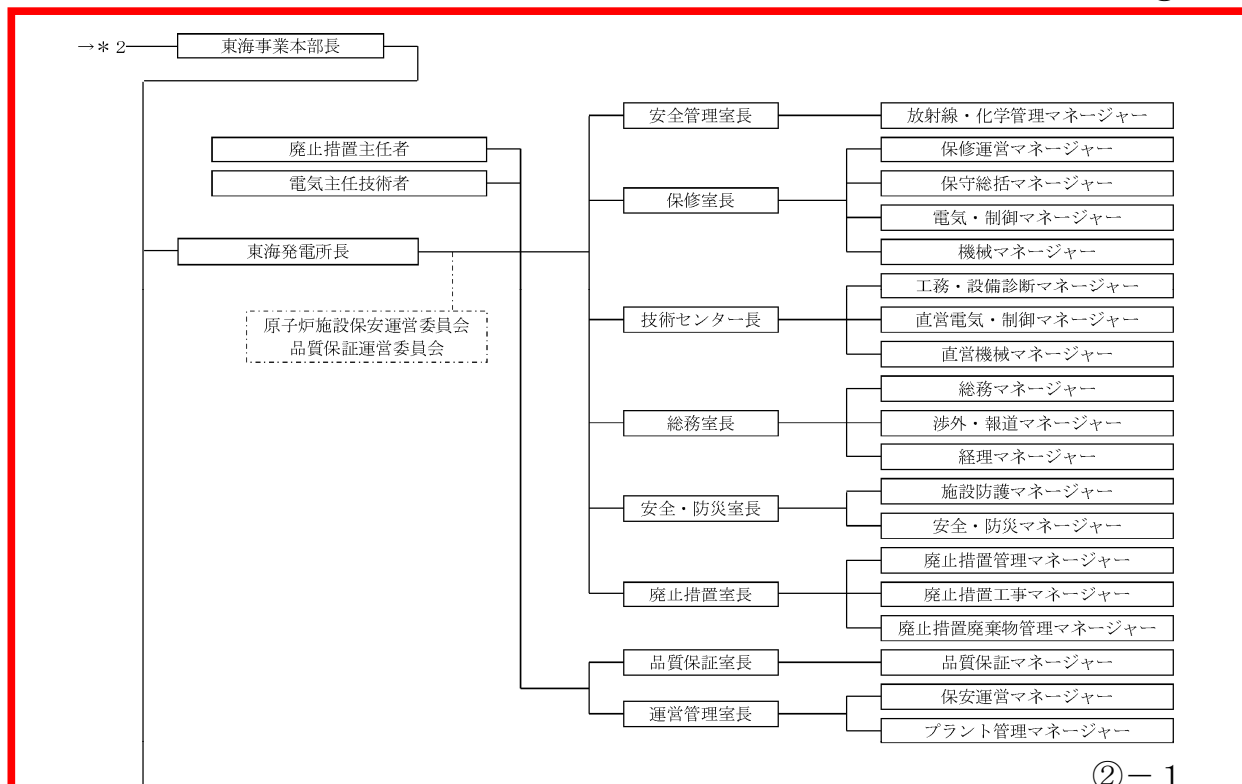 →＊2
東海事業本部長
安全管理室長
放射線・化学管理マネージャー
廃止措置主任者
保修運営マネージャー
電気主任技術者
保守総括マネージャー
保修室長
電気・制御マネージャー
東海発電所長
機械マネージャー
工務・設備診断マネージャー
原子炉施設保安運営委員会
品質保証運営委員会
技術センター長
直営電気・制御マネージャー
直営機械マネージャー
総務マネージャー
総務室長
渉外・報道マネージャー
経理マネージャー
施設防護マネージャー
安全・防災室長
安全・防災マネージャー
廃止措置管理マネージャー
廃止措置室長
廃止措置工事マネージャー
廃止措置廃棄物管理マネージャー
品質保証室長
品質保証マネージャー
保安運営マネージャー
運営管理室長
プラント管理マネージャー
②－1